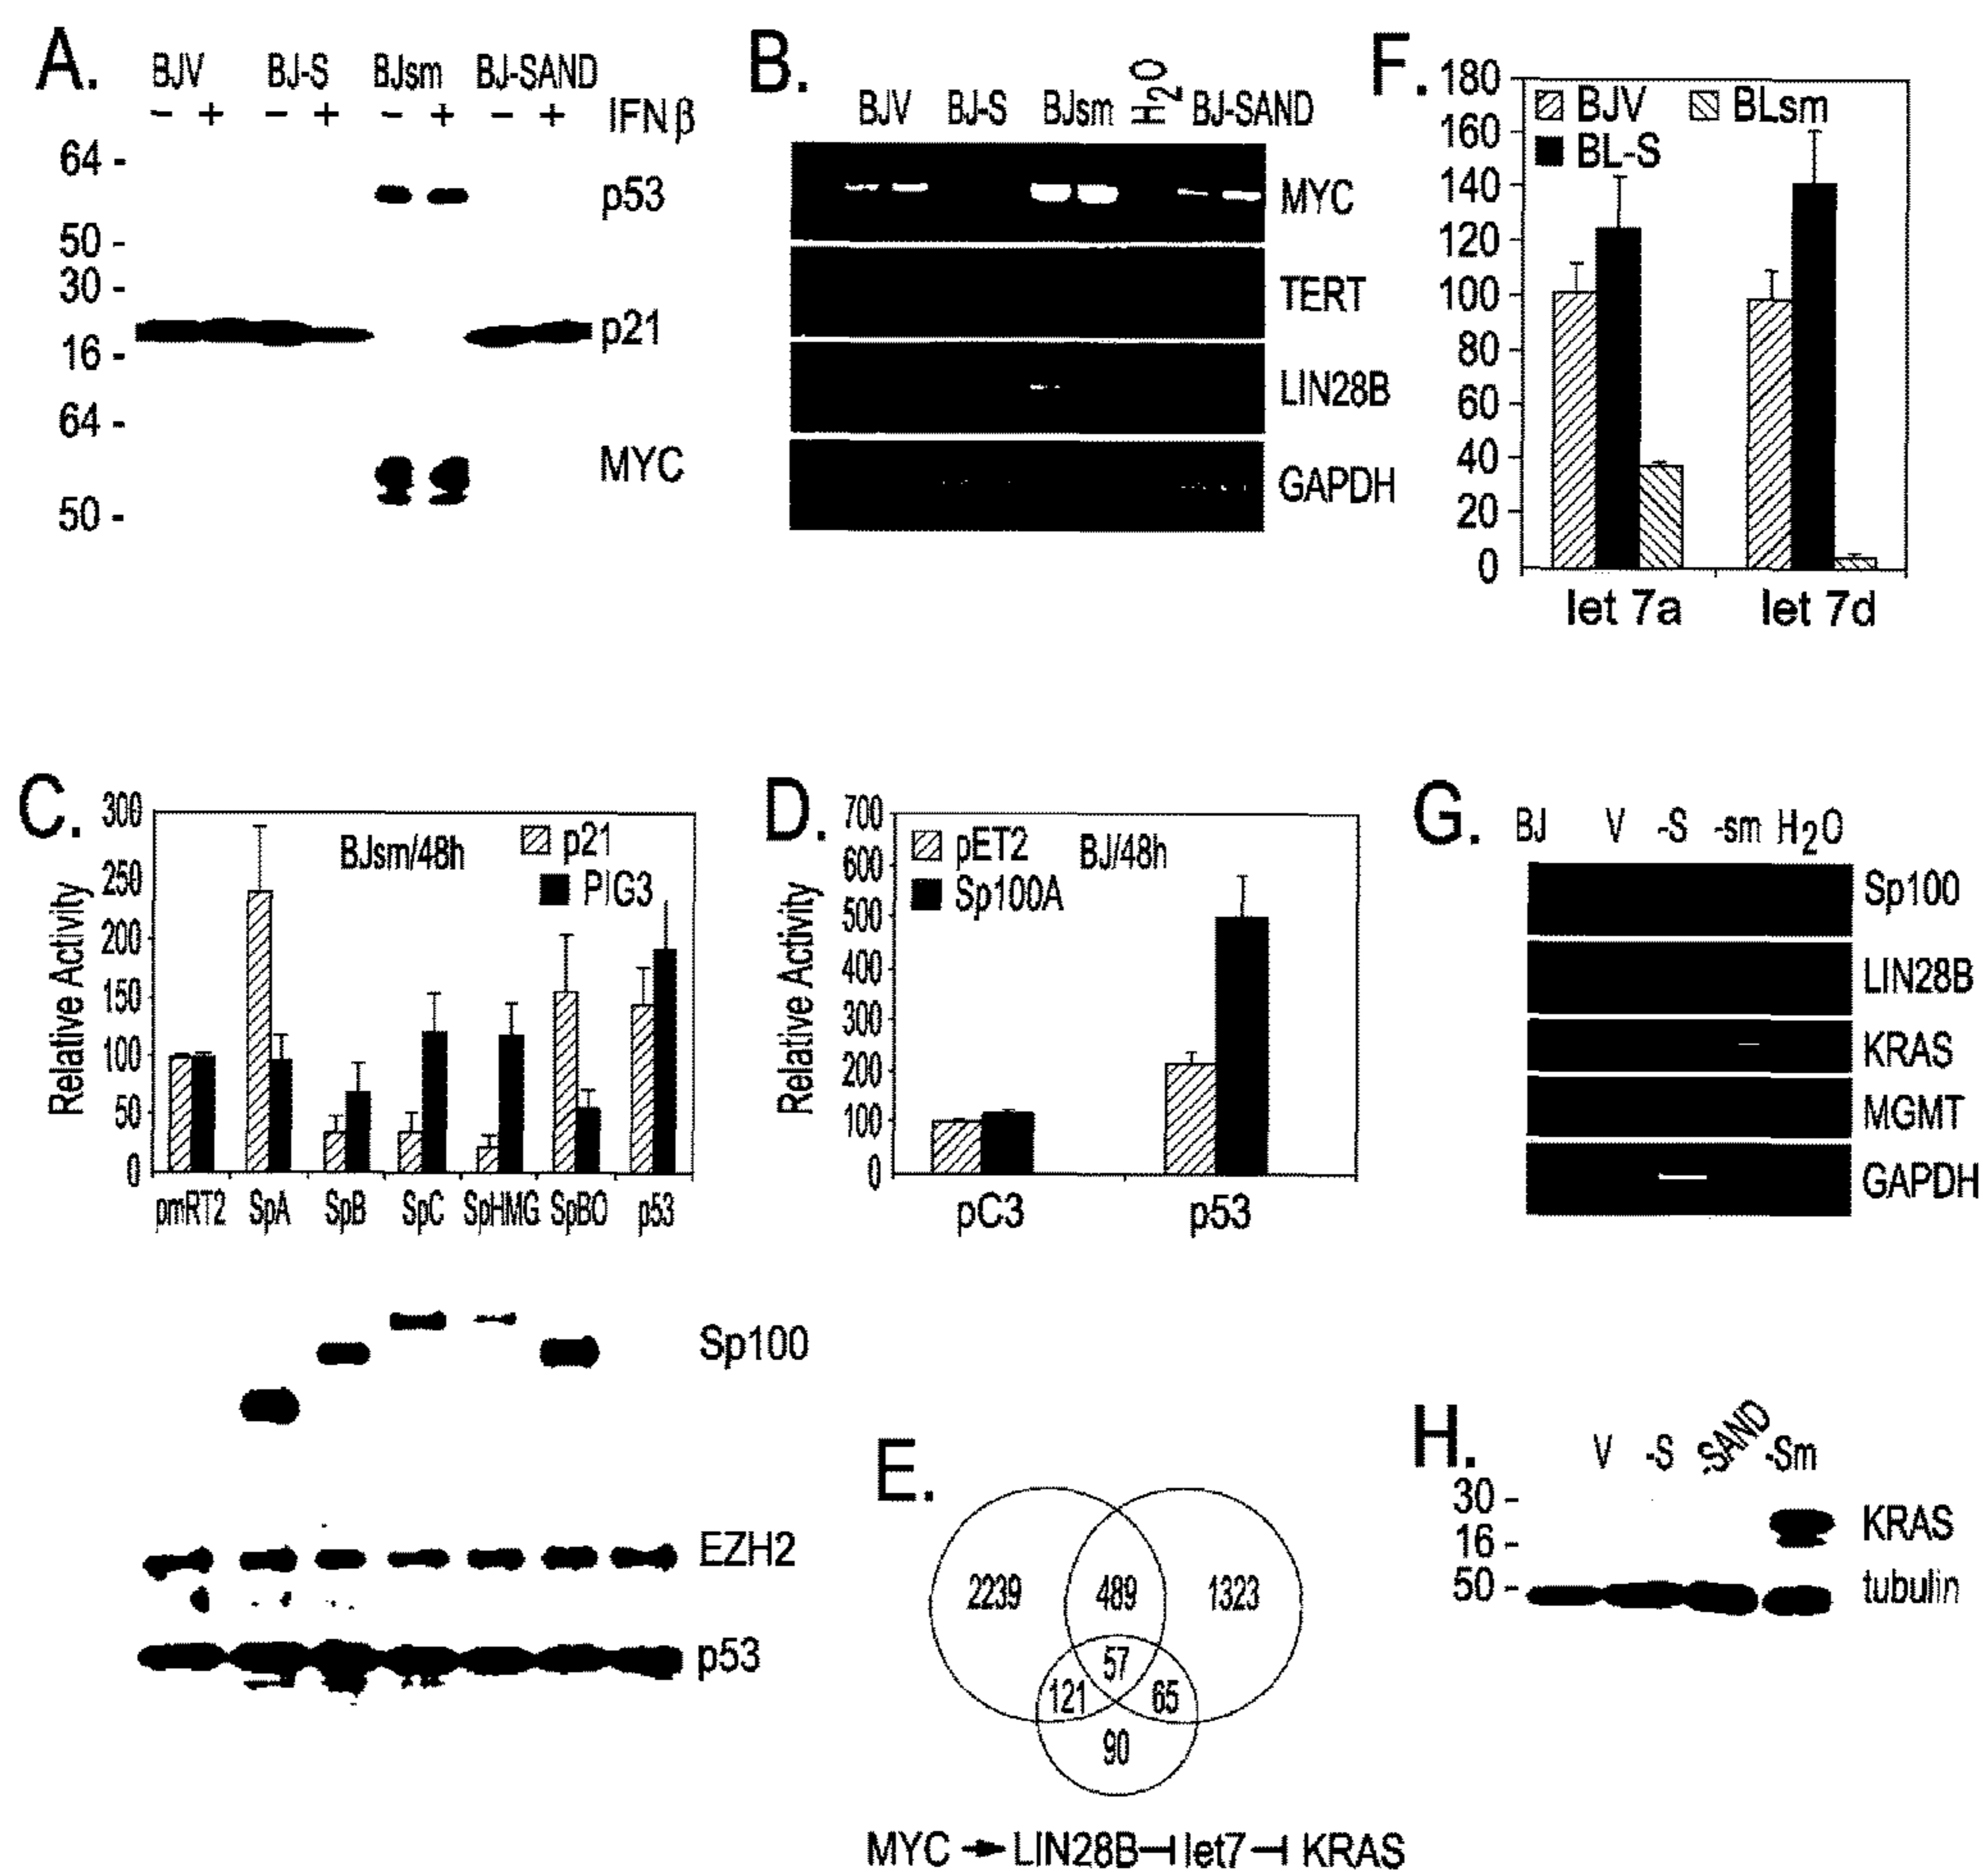 A.
BJV BJ-S BJsm BJ-SAND
- + - + - + - + IFNβ
64 -
p53
50 -
30 -
p21
16 -
64 -
MYC
50 -
B.
BJV BJ-S BJsm H2O BJ-SAND
MYC
TERT
LIN28B
GAPDH
F.
180
160
140
120
100
80
60
40
20
0
BJV BLsm
BL-S
let 7a let 7d
C.
Relative Activity
300
250
200
150
100
50
0
BJsm/48h
p21
PIG3
pmRT2 SpA SpB SpC SpHMG SpBO p53
Sp100
EZH2
p53
D.
Relative Activity
700
600
500
400
300
200
100
0
pET2 BJ/48h
Sp100A
pC3 p53
G.
BJ V -S -sm H2O
Sp100
LIN28B
KRAS
MGMT
GAPDH
E.
2239 489 1323
57
121 65
90
MYC → LIN28B ⊣ let7 ⊣ KRAS
H.
V -S -SAND -Sm
30 -
KRAS
16 -
50 - tubulin